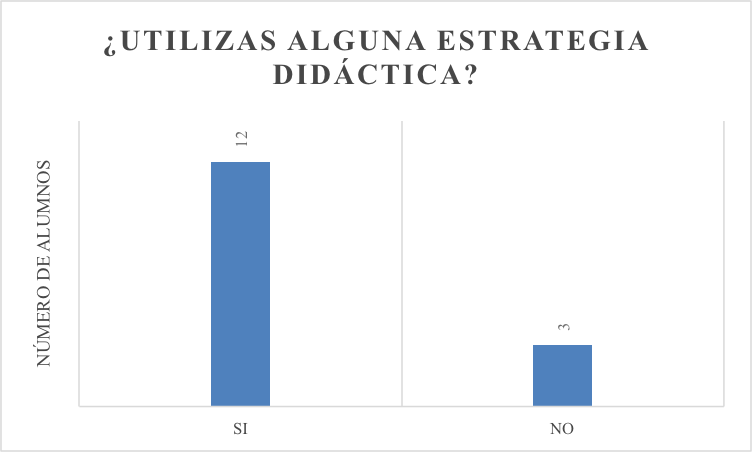 ¿UTILIZAS ALGUNA ESTRATEGIA
DIDÁCTICA?
NÚMERO DE ALUMNOS
12
3
SI
NO